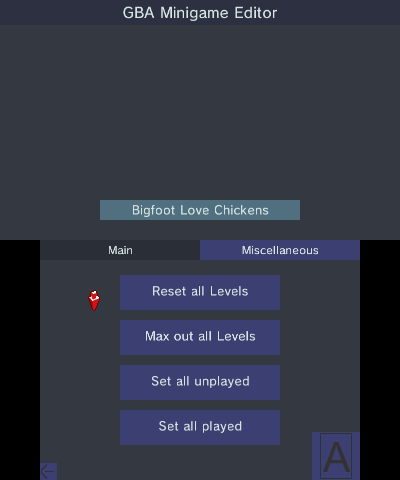 GBA Minigame Editor
Bigfoot Love Chickens
Main
Miscellaneous
Reset all Levels
Max out all Levels
Set all unplayed
Set all played
A